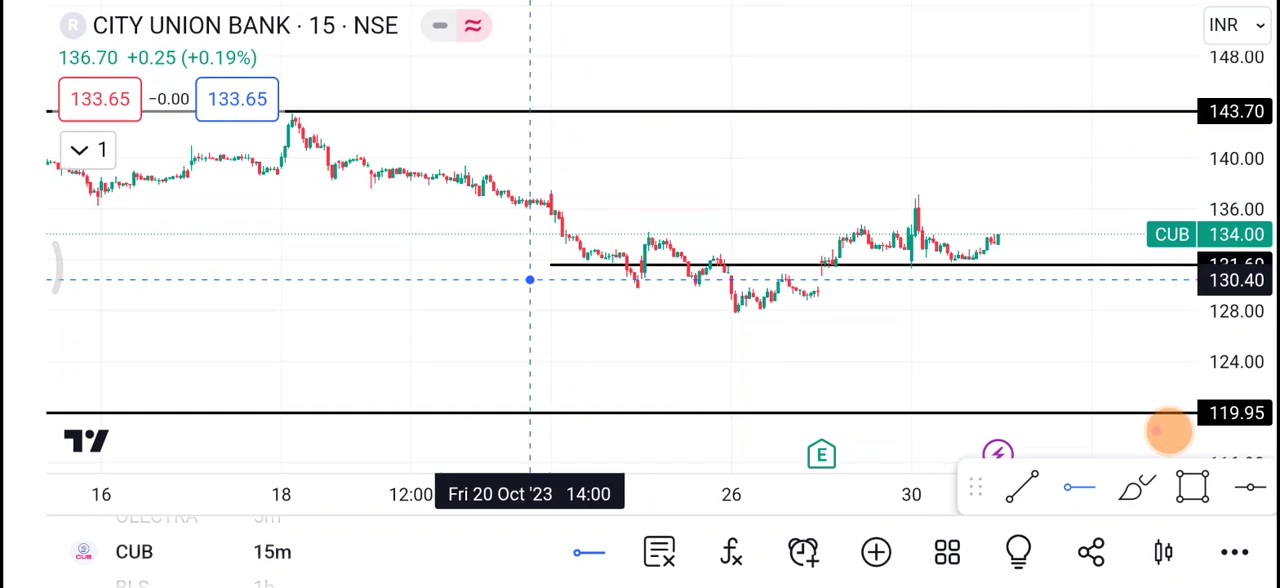 R CITY UNION BANK · 15 · NSE
INR
136.70 +0.25 (+0.19%)
148.00
133.65 −0.00 133.65
143.70
1
140.00
136.00
CUB 134.00
130.40
128.00
124.00
119.95
E
16 18 12:00 Fri 20 Oct '23 14:00 26 30
CUB 15m